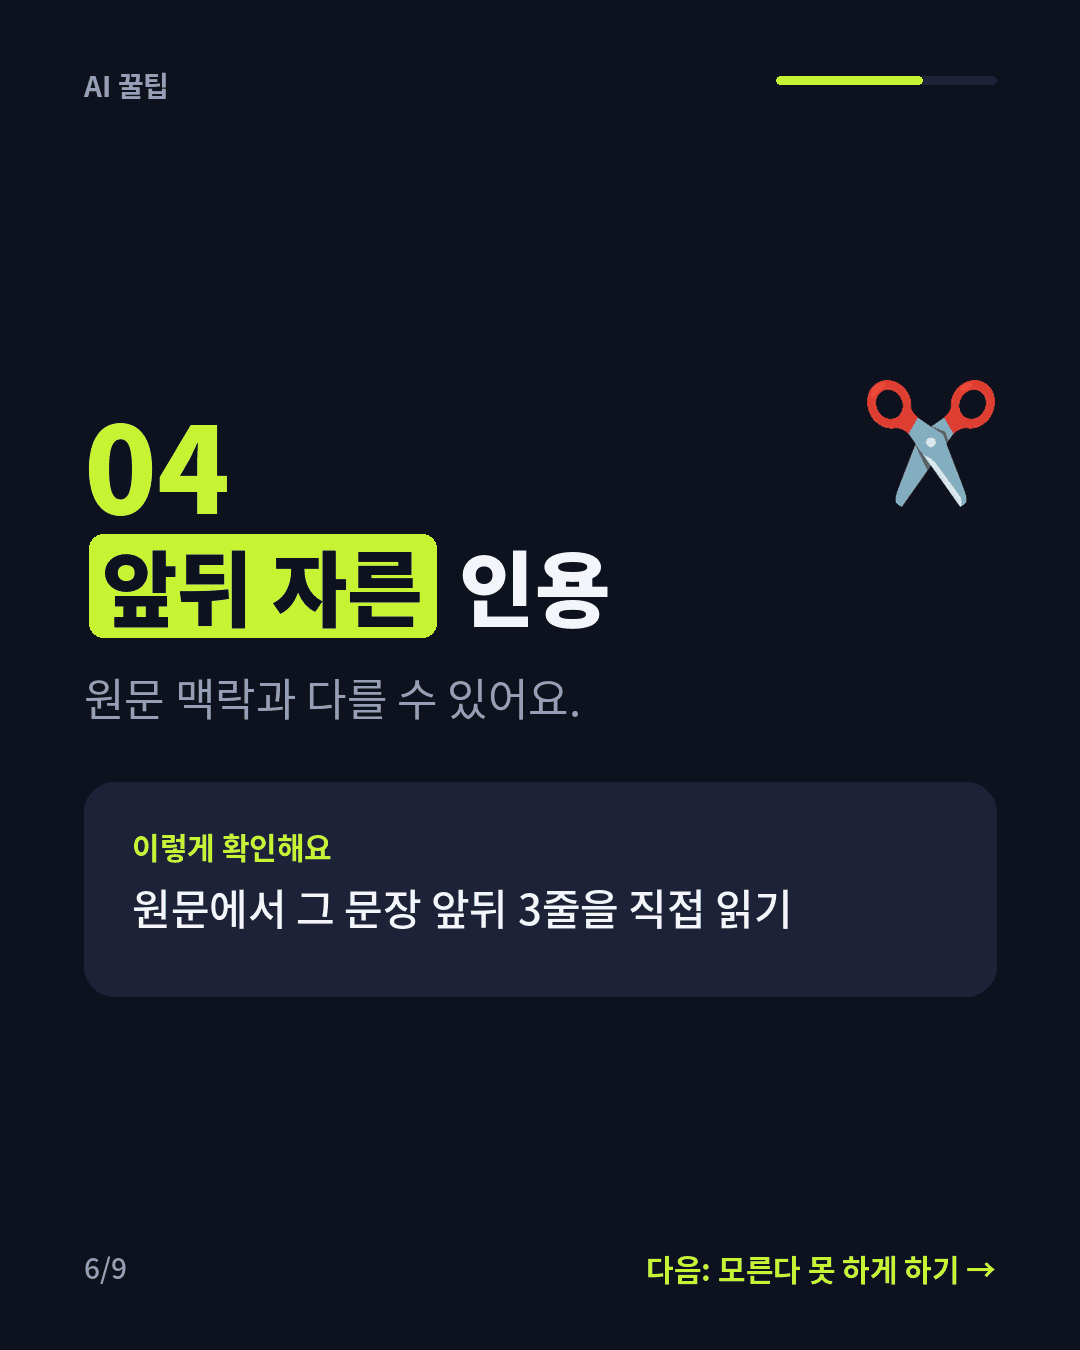 AI 꿀팁
04
앞뒤 자른 인용
원문 맥락과 다를 수 있어요.
이렇게 확인해요
원문에서 그 문장 앞뒤 3줄을 직접 읽기
6/9
다음: 모른다 못 하게 하기 →